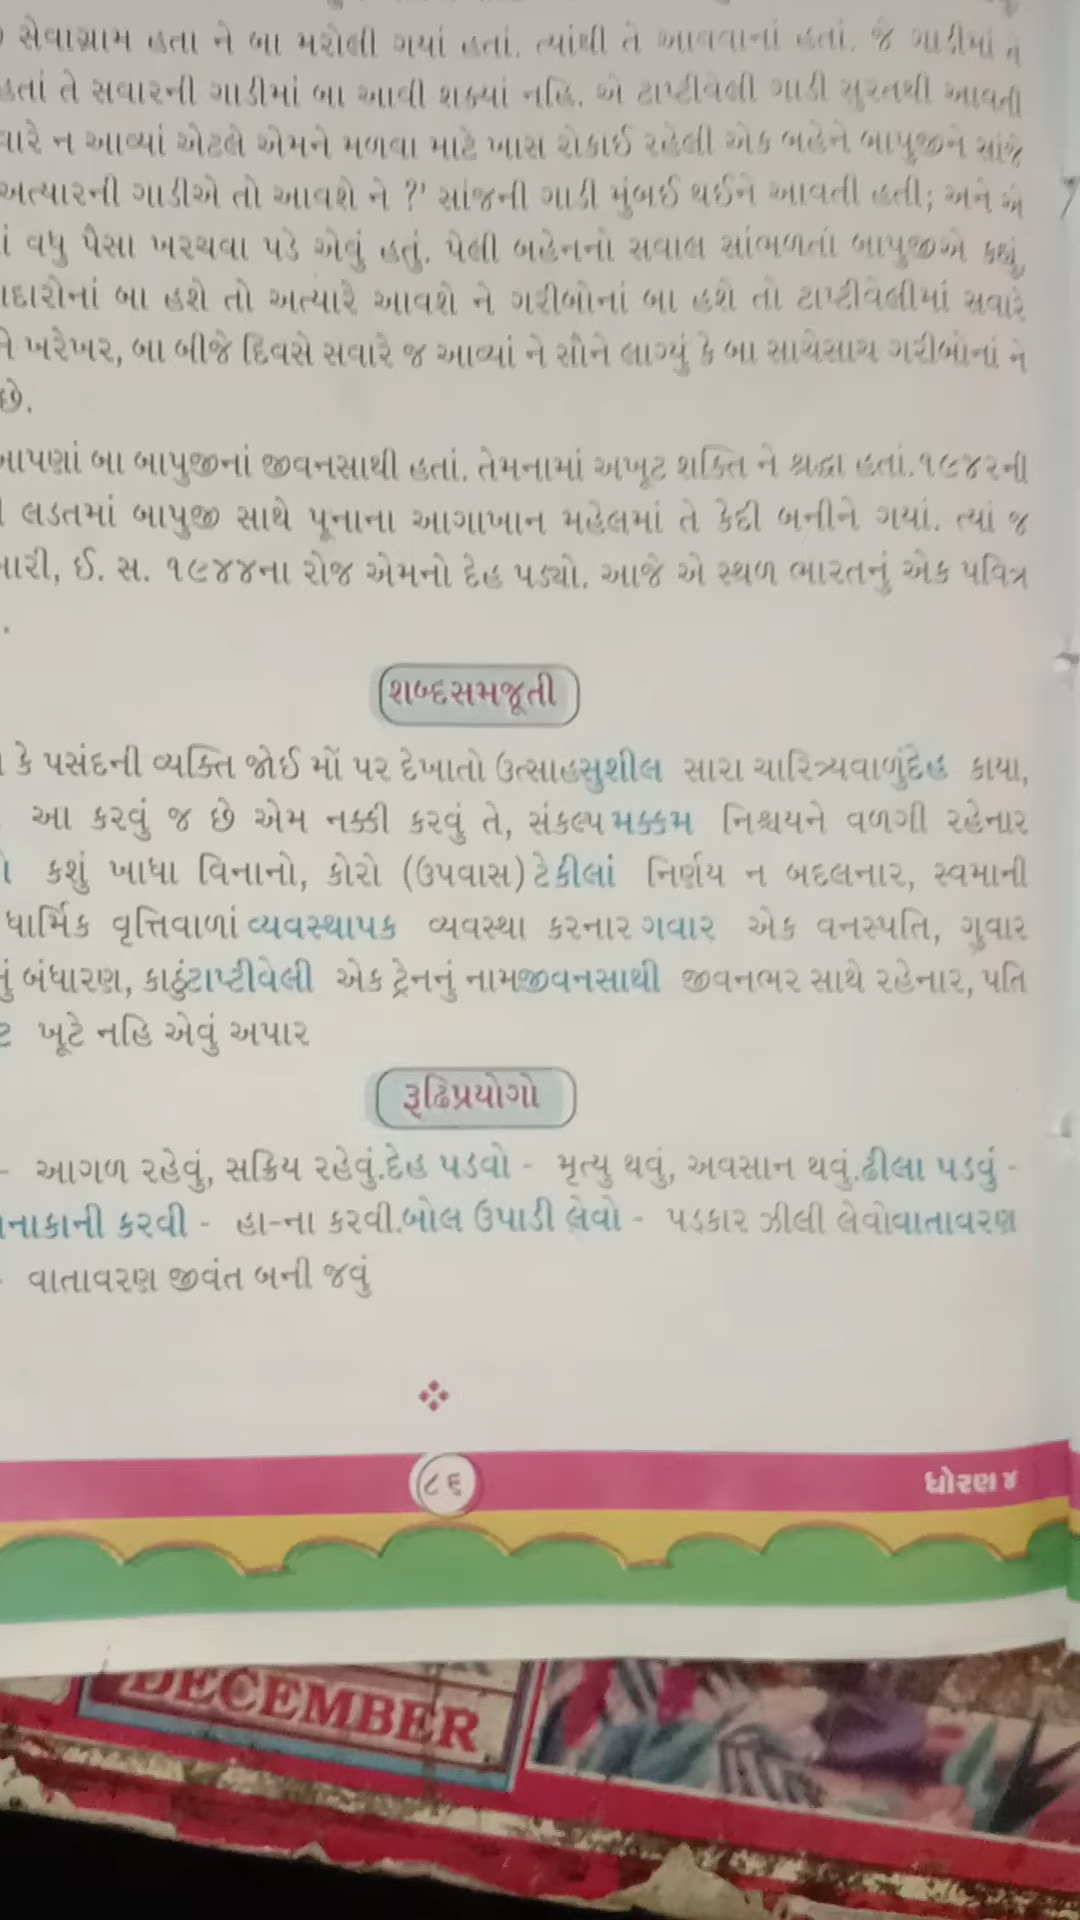 સેવાગ્રામ હતા ને બા મરોલી ગયાં હતાં. ત્યાંથી તે આવવાનાં હતાં. જે ગાડીમાં તે
હતાં તે સવારની ગાડીમાં બા આવી શક્યાં નહિ. એ ટાપ્ટીવેલી ગાડી સુરતથી આવતી
વારે ન આવ્યાં એટલે એમને મળવા માટે ખાસ રોકાઈ રહેલી એક બહેને બાપુજીને સાંજે
અત્યારની ગાડીએ તો આવશે ને ?' સાંજની ગાડી મુંબઈ થઈને આવતી હતી; અને એ
વધુ પૈસા ખરચવા પડે એવું હતું. પેલી બહેનનો સવાલ સાંભળતાં બાપુજીએ કહ્યું,
દારોનાં બા હશે તો અત્યારે આવશે ને ગરીબોનાં બા હશે તો ટાપ્ટીવેલીમાં સવારે
ખરેખર, બા બીજે દિવસે સવારે જ આવ્યાં ને સૌને લાગ્યું કે બા સાચેસાચ ગરીબોનાં ને
છે.
આપણાં બા બાપુજીનાં જીવનસાથી હતાં. તેમનામાં અખૂટ શક્તિ ને શ્રદ્ધા હતાં.૧૯૪૨ની
લડતમાં બાપુજી સાથે પૂનાના આગાખાન મહેલમાં તે કેદી બનીને ગયાં. ત્યાં જ
મારી, ઈ. સ. ૧૯૪૪ના રોજ એમનો દેહ પડ્યો. આજે એ સ્થળ ભારતનું એક પવિત્ર
.
શબ્દસમજૂતી
કે પસંદની વ્યક્તિ જોઈ મોં પર દેખાતો ઉત્સાહસુશીલ સારા ચારિત્ર્યવાળુંદેહ કાયા,
આ કરવું જ છે એમ નક્કી કરવું તે, સંકલ્પમક્કમ નિશ્ચયને વળગી રહેનાર
કશું ખાધા વિનાનો, કોરો (ઉપવાસ)ટેકીલાં નિર્ણય ન બદલનાર, સ્વમાની
ધાર્મિક વૃત્તિવાળાં વ્યવસ્થાપક વ્યવસ્થા કરનાર ગવાર એક વનસ્પતિ, ગુવાર
નું બંધારણ, કાઠુંટાપ્ટીવેલી એક ટ્રેનનું નામજીવનસાથી જીવનભર સાથે રહેનાર, પતિ
ટ ખૂટે નહિ એવું અપાર
રૂઢિપ્રયોગો
- આગળ રહેવું, સક્રિય રહેવું.દેહ પડવો - મૃત્યુ થવું, અવસાન થવું.ઢીલા પડવું -
નાકાની કરવી - હા-ના કરવી.બોલ ઉપાડી લેવો - પડકાર ઝીલી લેવોવાતાવરણ
- વાતાવરણ જીવંત બની જવું
૮૬
ધોરણ ૪
DECEMBER